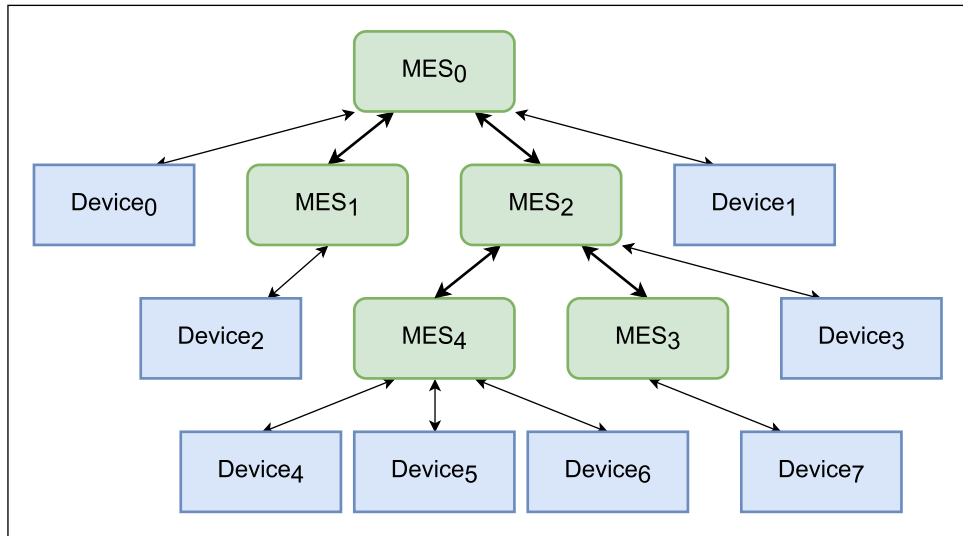 MES0
Device0
MES1
MES2
Device1
Device2
MES4
MES3
Device3
Device4
Device5
Device6
Device7